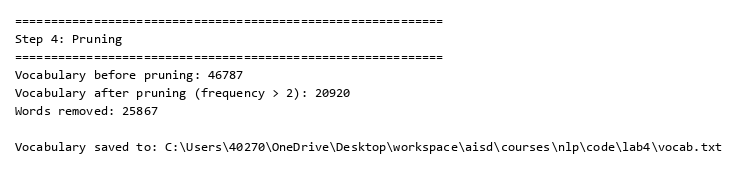 ============================================================
Step 4: Pruning
============================================================
Vocabulary before pruning: 46787
Vocabulary after pruning (frequency > 2): 20920
Words removed: 25867
Vocabulary saved to: C:\Users\40270\OneDrive\Desktop\workspace\aisd\courses\nlp\code\lab4\vocab.txt